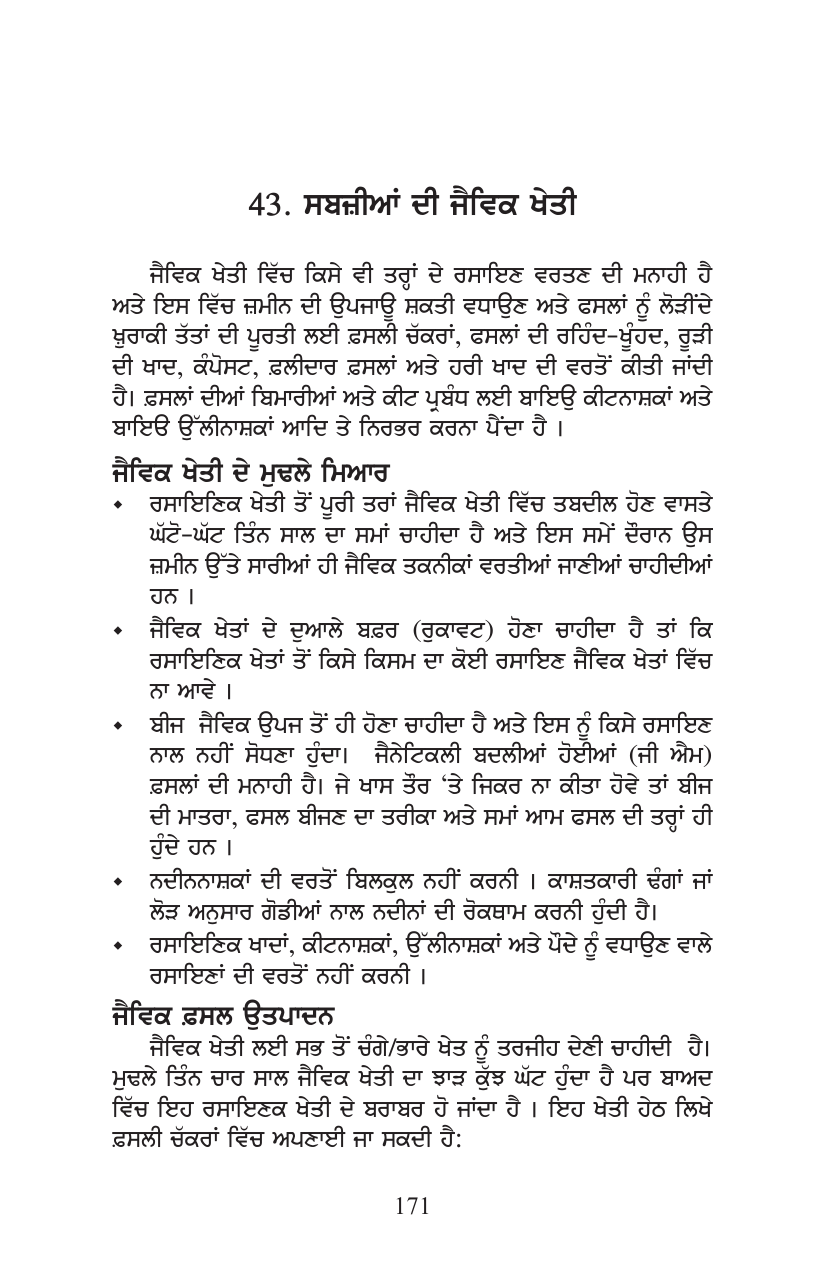 43. ਸਬਜ਼ੀਆਂ ਦੀ ਜੈਵਿਕ ਖੇਤੀ
ਜੈਵਿਕ ਖੇਤੀ ਵਿੱਚ ਕਿਸੇ ਵੀ ਤਰ੍ਹਾਂ ਦੇ ਰਸਾਇਣ ਵਰਤਣ ਦੀ ਮਨਾਹੀ ਹੈ
ਅਤੇ ਇਸ ਵਿੱਚ ਜ਼ਮੀਨ ਦੀ ਉਪਜਾਊ ਸ਼ਕਤੀ ਵਧਾਉਣ ਅਤੇ ਫਸਲਾਂ ਨੂੰ ਲੋੜੀਂਦੇ
ਖ਼ੁਰਾਕੀ ਤੱਤਾਂ ਦੀ ਪੂਰਤੀ ਲਈ ਫ਼ਸਲੀ ਚੱਕਰਾਂ, ਫਸਲਾਂ ਦੀ ਰਹਿੰਦ-ਖੂੰਹਦ, ਰੂੜੀ
ਦੀ ਖਾਦ, ਕੰਪੋਸਟ, ਫ਼ਲੀਦਾਰ ਫ਼ਸਲਾਂ ਅਤੇ ਹਰੀ ਖਾਦ ਦੀ ਵਰਤੋਂ ਕੀਤੀ ਜਾਂਦੀ
ਹੈ। ਫ਼ਸਲਾਂ ਦੀਆਂ ਬਿਮਾਰੀਆਂ ਅਤੇ ਕੀਟ ਪ੍ਰਬੰਧ ਲਈ ਬਾਇਉ ਕੀਟਨਾਸ਼ਕਾਂ ਅਤੇ
ਬਾਇਓ ਉੱਲੀਨਾਸ਼ਕਾਂ ਆਦਿ ਤੇ ਨਿਰਭਰ ਕਰਨਾ ਪੈਂਦਾ ਹੈ ।
ਜੈਵਿਕ ਖੇਤੀ ਦੇ ਮੁਢਲੇ ਮਿਆਰ
⬥ ਰਸਾਇਣਿਕ ਖੇਤੀ ਤੋਂ ਪੂਰੀ ਤਰਾਂ ਜੈਵਿਕ ਖੇਤੀ ਵਿੱਚ ਤਬਦੀਲ ਹੋਣ ਵਾਸਤੇ
ਘੱਟੋ-ਘੱਟ ਤਿੰਨ ਸਾਲ ਦਾ ਸਮਾਂ ਚਾਹੀਦਾ ਹੈ ਅਤੇ ਇਸ ਸਮੇਂ ਦੌਰਾਨ ਉਸ
ਜ਼ਮੀਨ ਉੱਤੇ ਸਾਰੀਆਂ ਹੀ ਜੈਵਿਕ ਤਕਨੀਕਾਂ ਵਰਤੀਆਂ ਜਾਣੀਆਂ ਚਾਹੀਦੀਆਂ
ਹਨ ।
⬥ ਜੈਵਿਕ ਖੇਤਾਂ ਦੇ ਦੁਆਲੇ ਬਫ਼ਰ (ਰੁਕਾਵਟ) ਹੋਣਾ ਚਾਹੀਦਾ ਹੈ ਤਾਂ ਕਿ
ਰਸਾਇਣਿਕ ਖੇਤਾਂ ਤੋਂ ਕਿਸੇ ਕਿਸਮ ਦਾ ਕੋਈ ਰਸਾਇਣ ਜੈਵਿਕ ਖੇਤਾਂ ਵਿੱਚ
ਨਾ ਆਵੇ ।
⬥ ਬੀਜ ਜੈਵਿਕ ਉਪਜ ਤੋਂ ਹੀ ਹੋਣਾ ਚਾਹੀਦਾ ਹੈ ਅਤੇ ਇਸ ਨੂੰ ਕਿਸੇ ਰਸਾਇਣ
ਨਾਲ ਨਹੀਂ ਸੋਧਣਾ ਹੁੰਦਾ। ਜੈਨੇਟਿਕਲੀ ਬਦਲੀਆਂ ਹੋਈਆਂ (ਜੀ ਐਮ)
ਫ਼ਸਲਾਂ ਦੀ ਮਨਾਹੀ ਹੈ। ਜੇ ਖਾਸ ਤੌਰ ‘ਤੇ ਜਿਕਰ ਨਾ ਕੀਤਾ ਹੋਵੇ ਤਾਂ ਬੀਜ
ਦੀ ਮਾਤਰਾ, ਫਸਲ ਬੀਜਣ ਦਾ ਤਰੀਕਾ ਅਤੇ ਸਮਾਂ ਆਮ ਫਸਲ ਦੀ ਤਰ੍ਹਾਂ ਹੀ
ਹੁੰਦੇ ਹਨ ।
⬥ ਨਦੀਨਨਾਸ਼ਕਾਂ ਦੀ ਵਰਤੋਂ ਬਿਲਕੁਲ ਨਹੀਂ ਕਰਨੀ । ਕਾਸ਼ਤਕਾਰੀ ਢੰਗਾਂ ਜਾਂ
ਲੋੜ ਅਨੁਸਾਰ ਗੋਡੀਆਂ ਨਾਲ ਨਦੀਨਾਂ ਦੀ ਰੋਕਥਾਮ ਕਰਨੀ ਹੁੰਦੀ ਹੈ।
⬥ ਰਸਾਇਣਿਕ ਖਾਦਾਂ, ਕੀਟਨਾਸ਼ਕਾਂ, ਉੱਲੀਨਾਸ਼ਕਾਂ ਅਤੇ ਪੌਦੇ ਨੂੰ ਵਧਾਉਣ ਵਾਲੇ
ਰਸਾਇਣਾਂ ਦੀ ਵਰਤੋਂ ਨਹੀਂ ਕਰਨੀ ।
ਜੈਵਿਕ ਫ਼ਸਲ ਉਤਪਾਦਨ
ਜੈਵਿਕ ਖੇਤੀ ਲਈ ਸਭ ਤੋਂ ਚੰਗੇ/ਭਾਰੇ ਖੇਤ ਨੂੰ ਤਰਜੀਹ ਦੇਣੀ ਚਾਹੀਦੀ ਹੈ।
ਮੁਢਲੇ ਤਿੰਨ ਚਾਰ ਸਾਲ ਜੈਵਿਕ ਖੇਤੀ ਦਾ ਝਾੜ ਕੁੱਝ ਘੱਟ ਹੁੰਦਾ ਹੈ ਪਰ ਬਾਅਦ
ਵਿੱਚ ਇਹ ਰਸਾਇਣਕ ਖੇਤੀ ਦੇ ਬਰਾਬਰ ਹੋ ਜਾਂਦਾ ਹੈ । ਇਹ ਖੇਤੀ ਹੇਠ ਲਿਖੇ
ਫ਼ਸਲੀ ਚੱਕਰਾਂ ਵਿੱਚ ਅਪਣਾਈ ਜਾ ਸਕਦੀ ਹੈ:
171